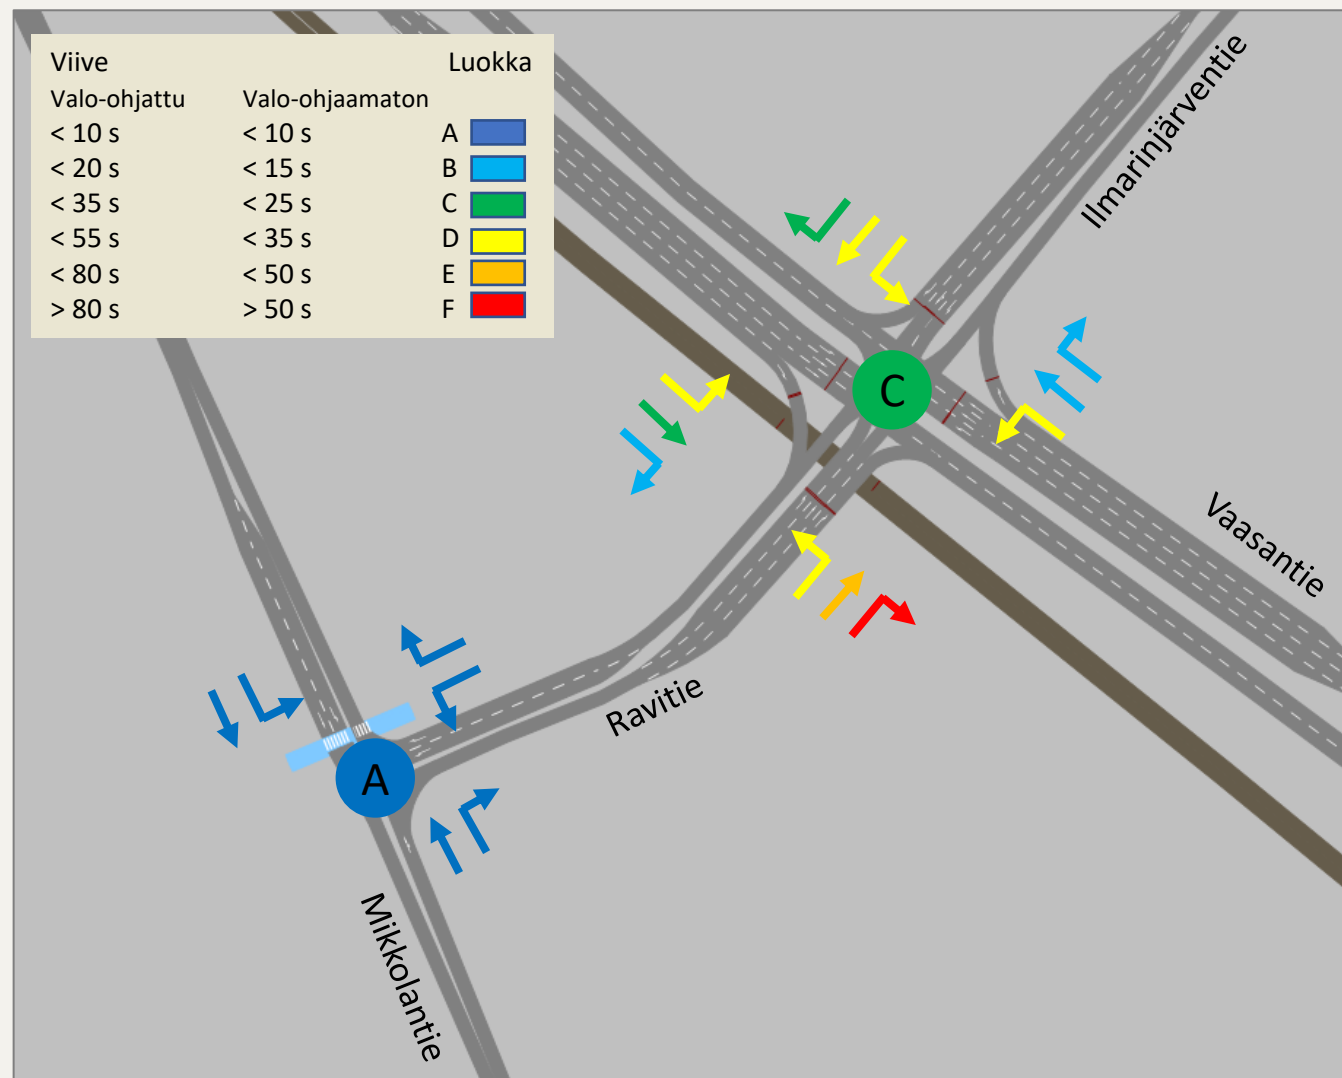 Viive Luokka
Valo-ohjattu Valo-ohjaamaton
< 10 s < 10 s A
< 20 s < 15 s B
< 35 s < 25 s C
< 55 s < 35 s D
< 80 s < 50 s E
> 80 s > 50 s F
Ilmarinjärventie
C
Vaasantie
Ravitie
A
Mikkolantie